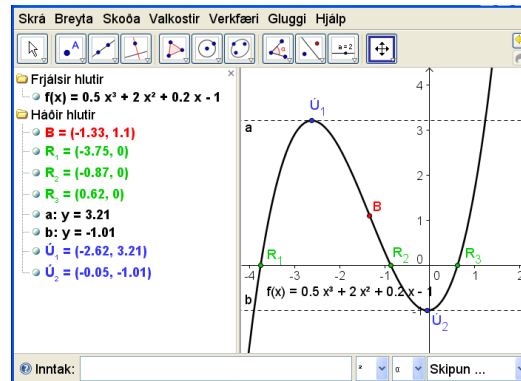 Skrá Breyta Skoða Valkostir Verkfæri Gluggi Hjálp
A
α
a = 2
Frjálsir hlutir
f(x) = 0.5 x³ + 2 x² + 0.2 x - 1
Háðir hlutir
B = (-1.33, 1.1)
R₁ = (-3.75, 0)
R₂ = (-0.87, 0)
R₃ = (0.62, 0)
a: y = 3.21
b: y = -1.01
Ú₁ = (-2.62, 3.21)
Ú₂ = (-0.05, -1.01)
4
Ú₁
a
3
2
B
1
R₁ R₂ 0 R₃
-4 -3 -2 -1 0 1 2
f(x) = 0.5 x³ + 2 x² + 0.2 x - 1
b
Ú₂
Inntak: ² α Skipun ...